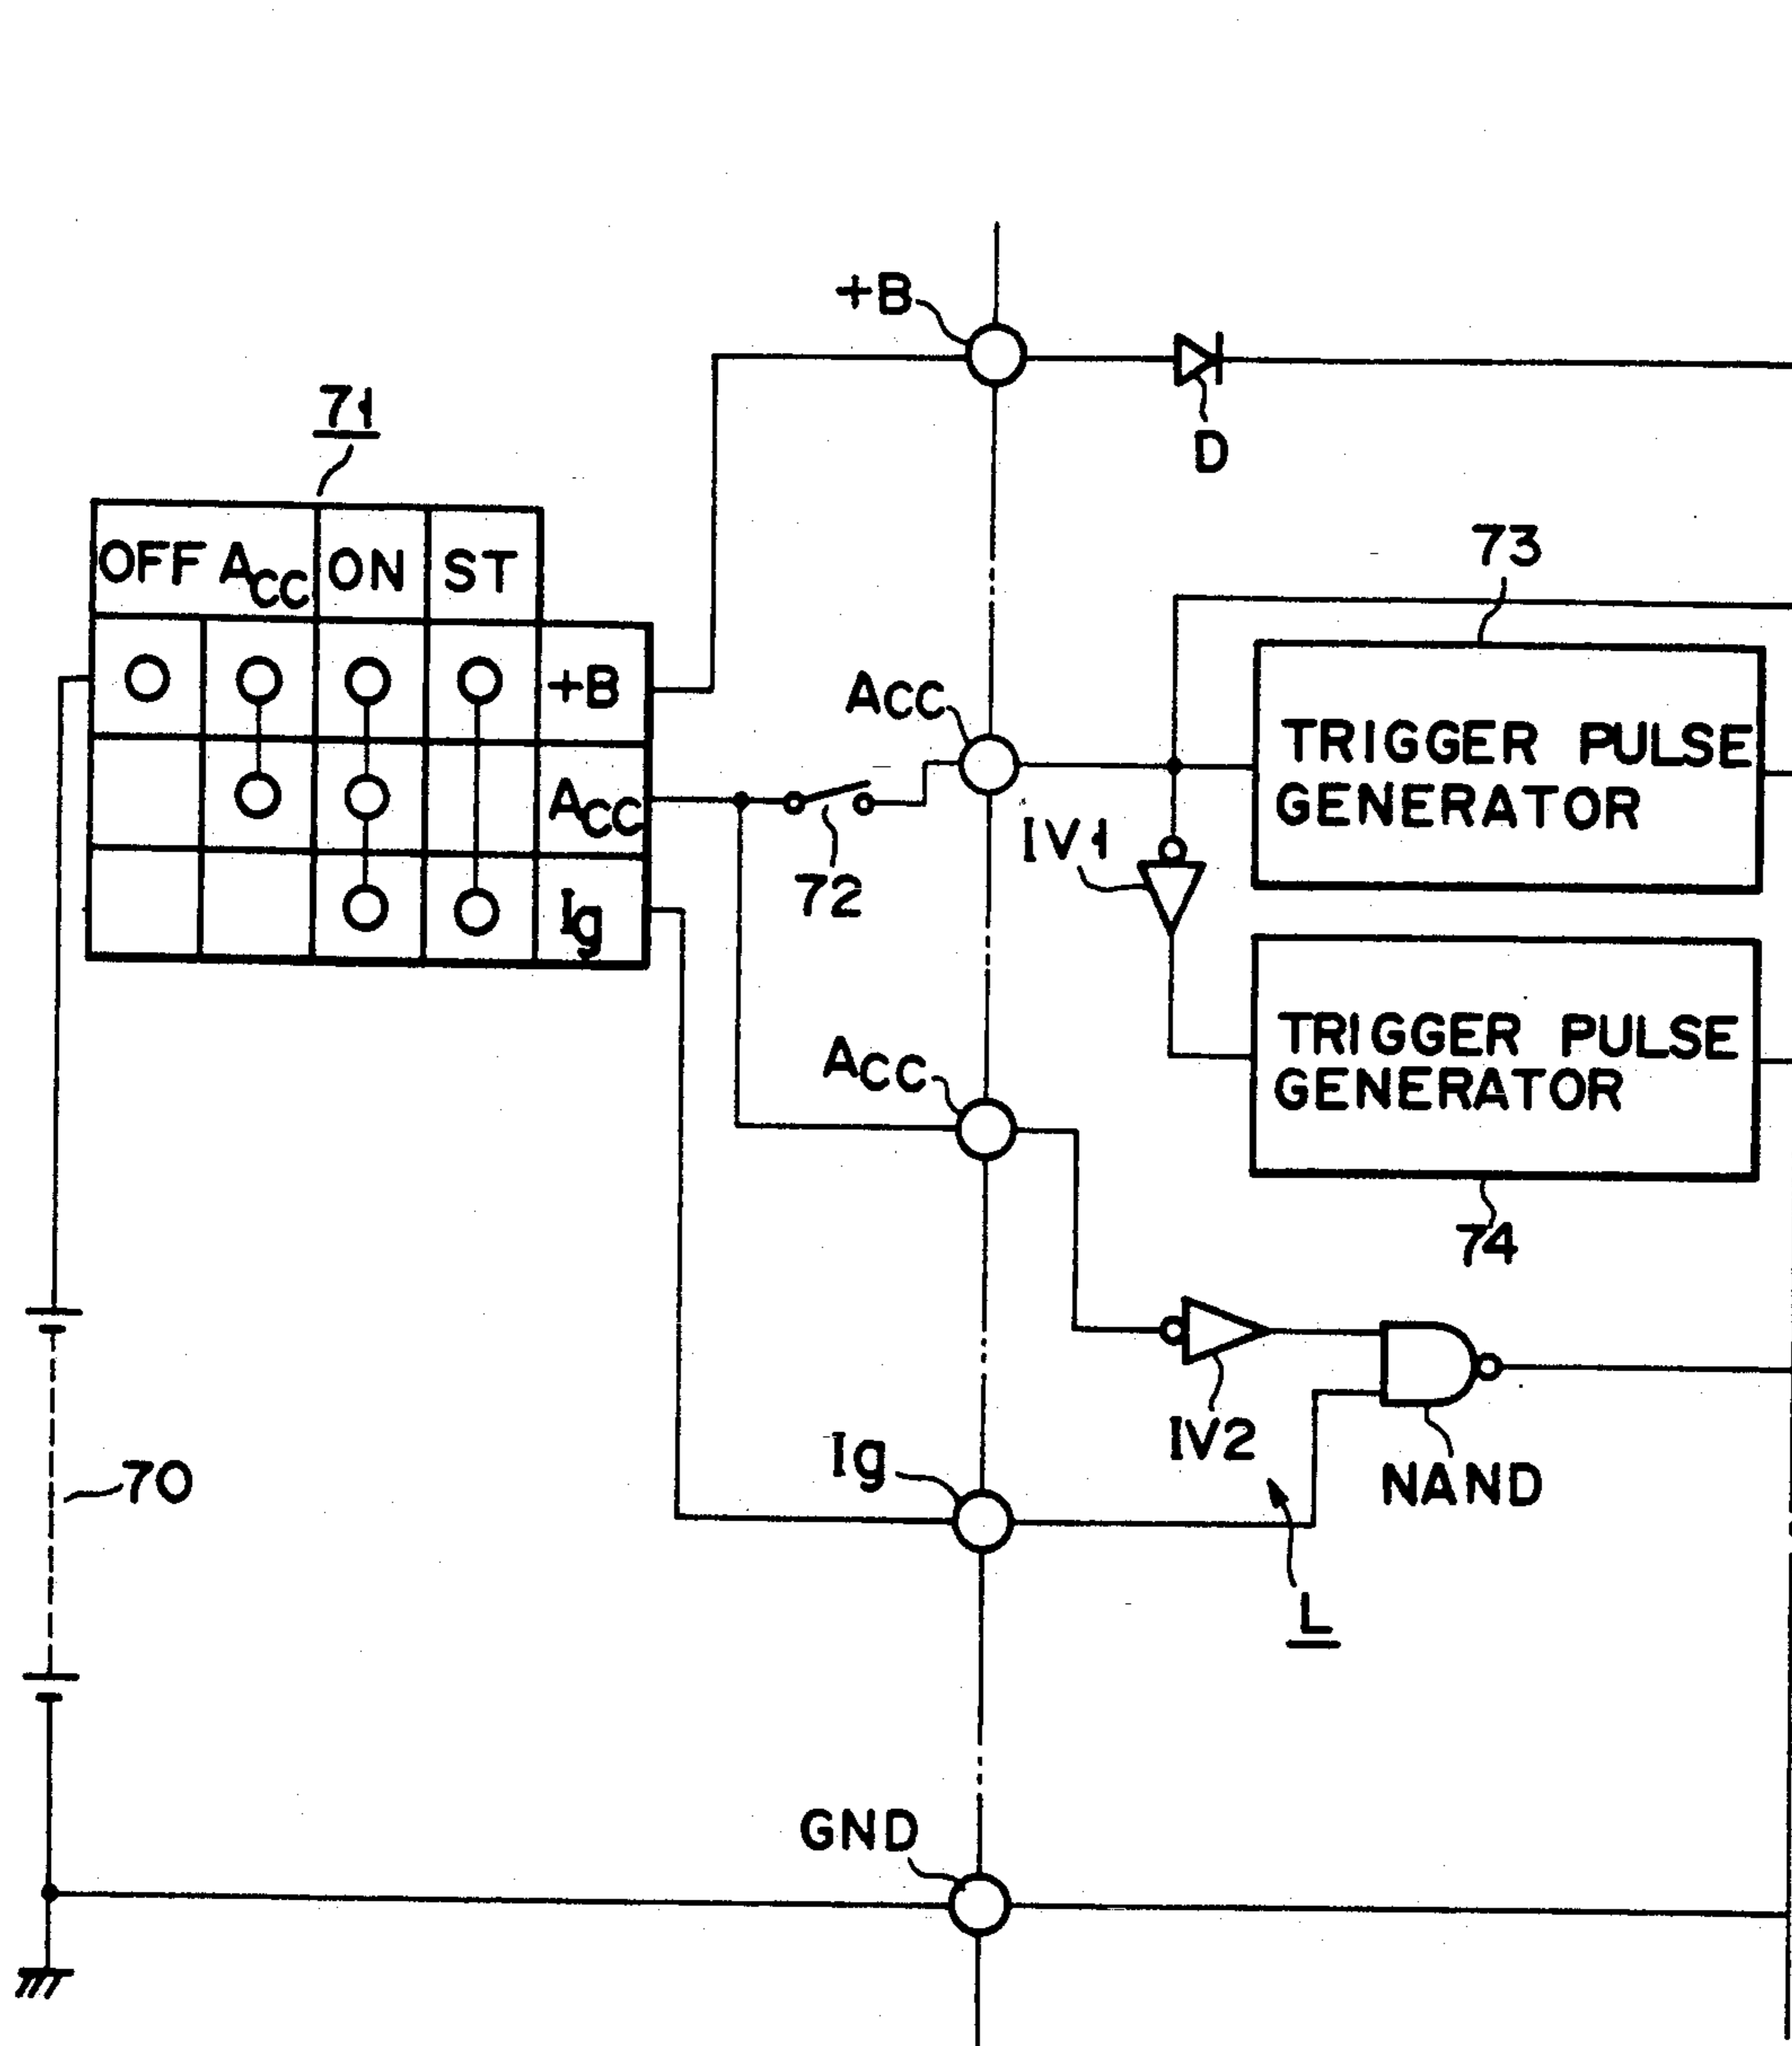 +B
D
71
OFF ACC ON ST
+B
ACC
Ig
73
ACC
TRIGGER PULSE
GENERATOR
IV1
72
TRIGGER PULSE
GENERATOR
ACC
74
IV2
NAND
Ig
70
L
GND